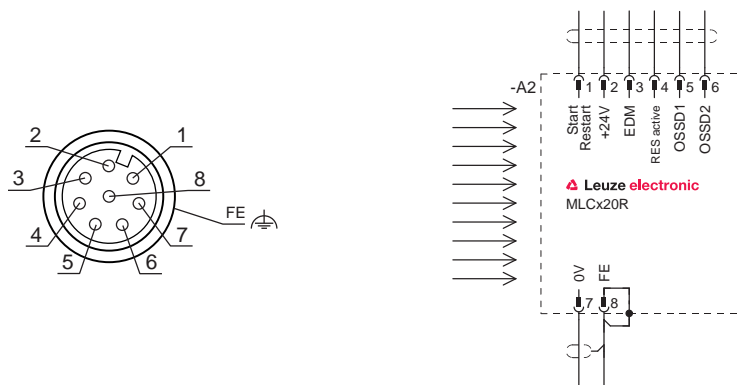 2
1
3
8
FE
4
7
5
6
-A2
1 2 3 4 5 6
Start
Restart
+24V
EDM
RES active
OSSD1
OSSD2
Leuze electronic
MLCx20R
0V
FE
7 8